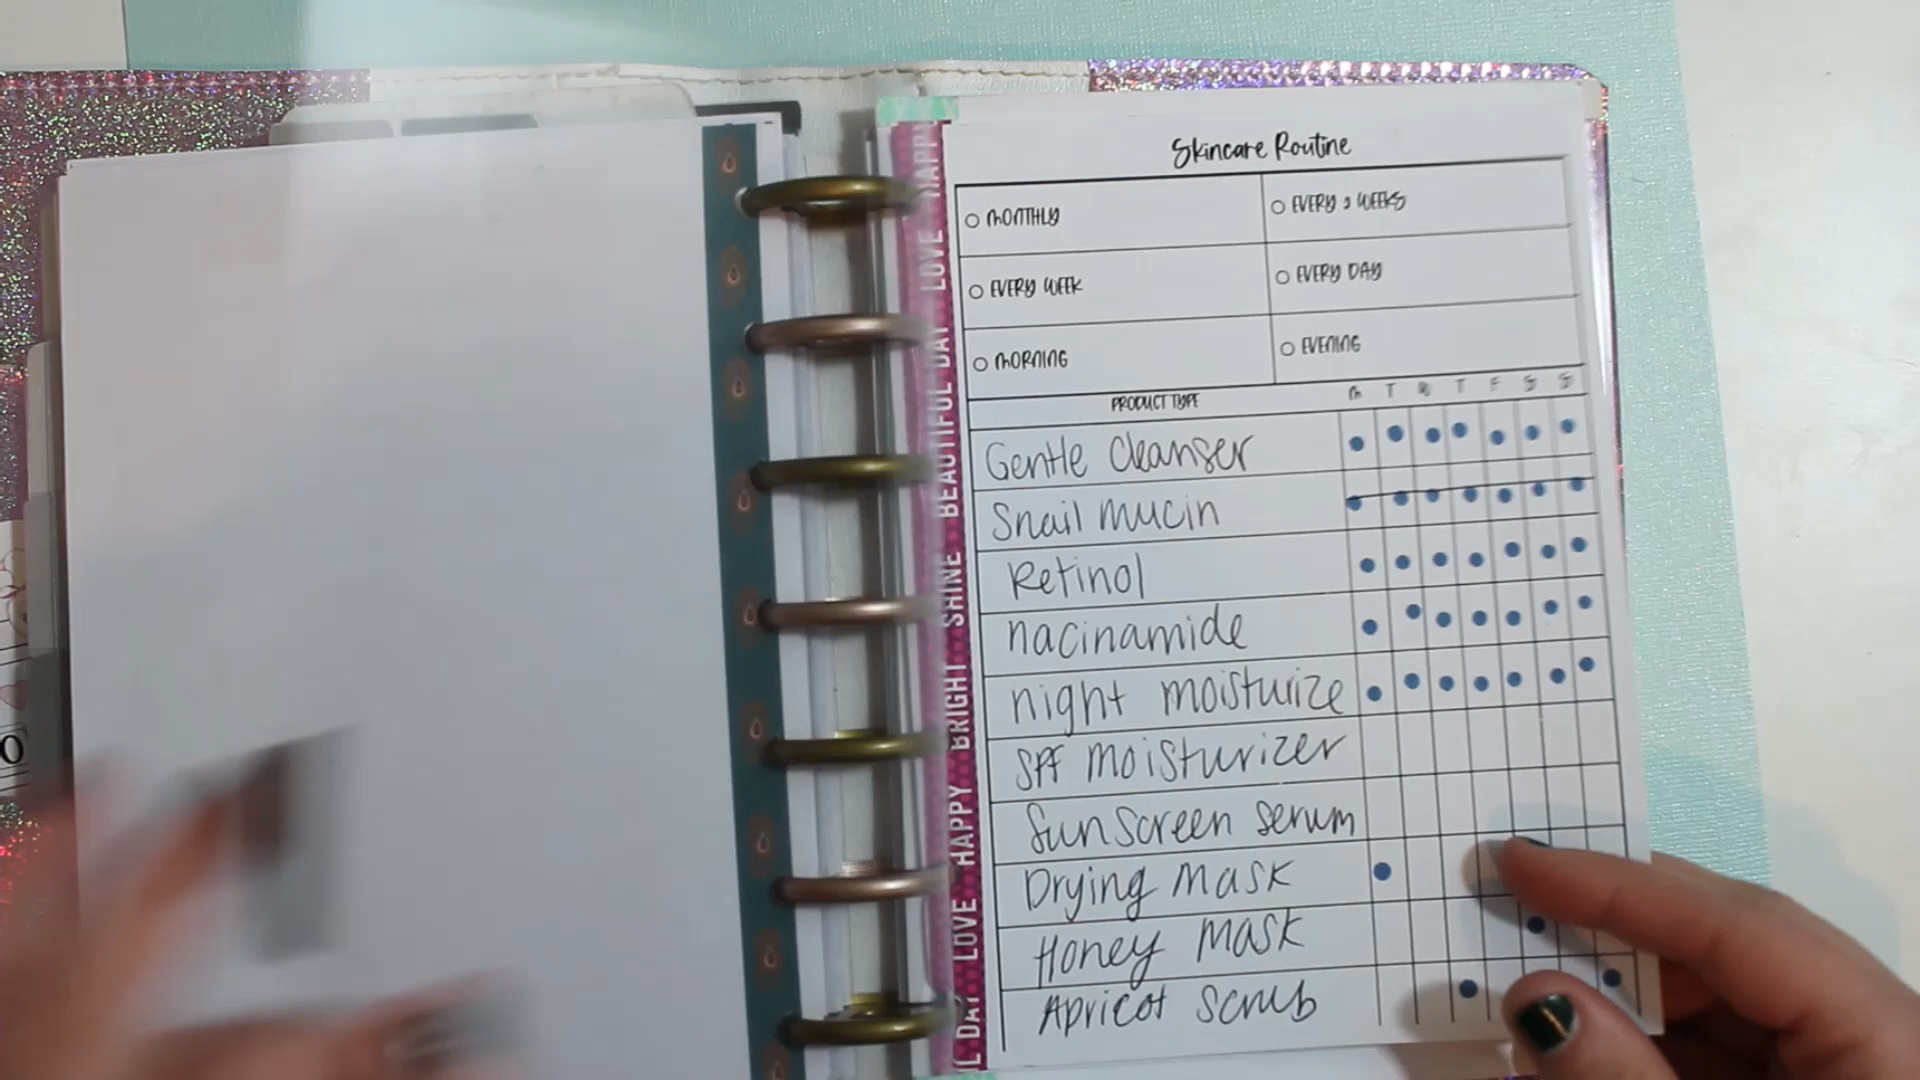 Skincare Routine
MONTHLY
EVERY 2 WEEKS
EVERY WEEK
EVERY DAY
MORNING
EVENING
PRODUCT TYPE M T W T F S S
Gentle Cleanser
Snail Mucin
Retinol
nacinamide
night moisturize
SPF moisturizer
Sunscreen serum
Drying Mask
Honey Mask
Apricot Scrub
DAY LOVE HAPPY BRIGHT SHINE BEAUTIFUL DAY LOVE HAPPY